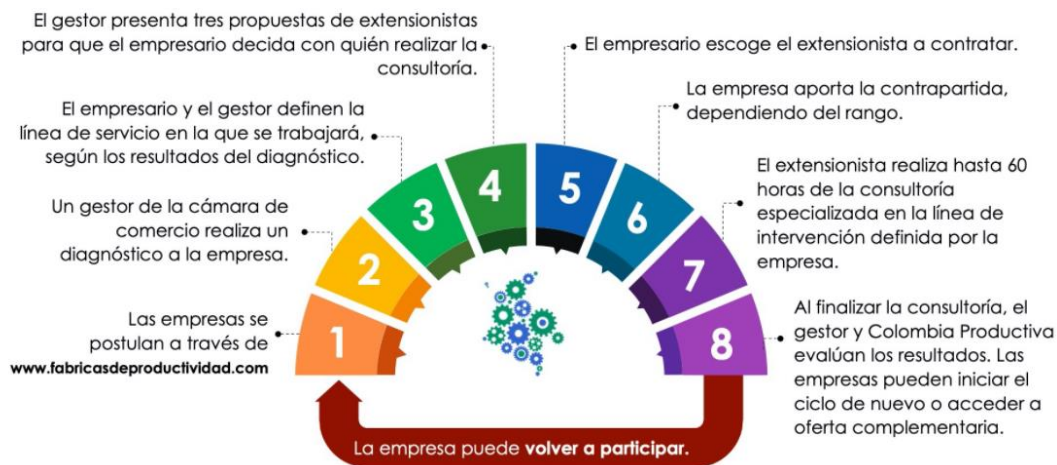 1
Las empresas se
postulan a través de
www.fabricasdeproductividad.com
2
Un gestor de la cámara de
comercio realiza un
diagnóstico a la empresa.
3
El empresario y el gestor definen la
línea de servicio en la que se trabajará,
según los resultados del diagnóstico.
4
El gestor presenta tres propuestas de extensionistas
para que el empresario decida con quién realizar la
consultoría.
5
El empresario escoge el extensionista a contratar.
6
La empresa aporta la contrapartida,
dependiendo del rango.
7
El extensionista realiza hasta 60
horas de la consultoría
especializada en la línea de
intervención definida por la
empresa.
8
Al finalizar la consultoría, el
gestor y Colombia Productiva
evalúan los resultados. Las
empresas pueden iniciar el
ciclo de nuevo o acceder a
oferta complementaria.
La empresa puede volver a participar.